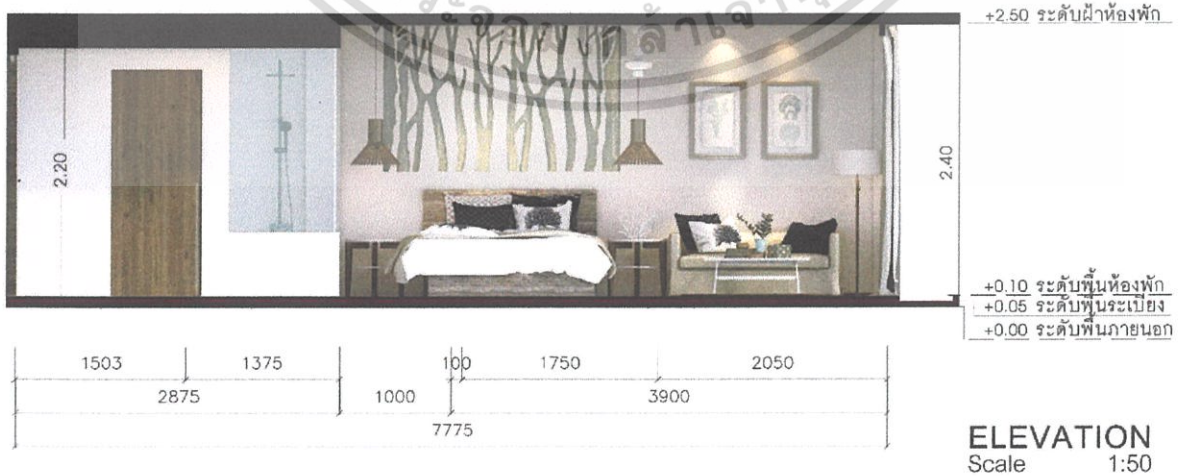 +2.50 ระดับฝ้าห้องพัก
2.20
2.40
+0.10 ระดับพื้นห้องพัก
+0.05 ระดับพื้นระเบียง
+0.00 ระดับพื้นภายนอก
1503 1375 100 1750 2050
2875 1000 3900
7775
ELEVATION
Scale 1:50